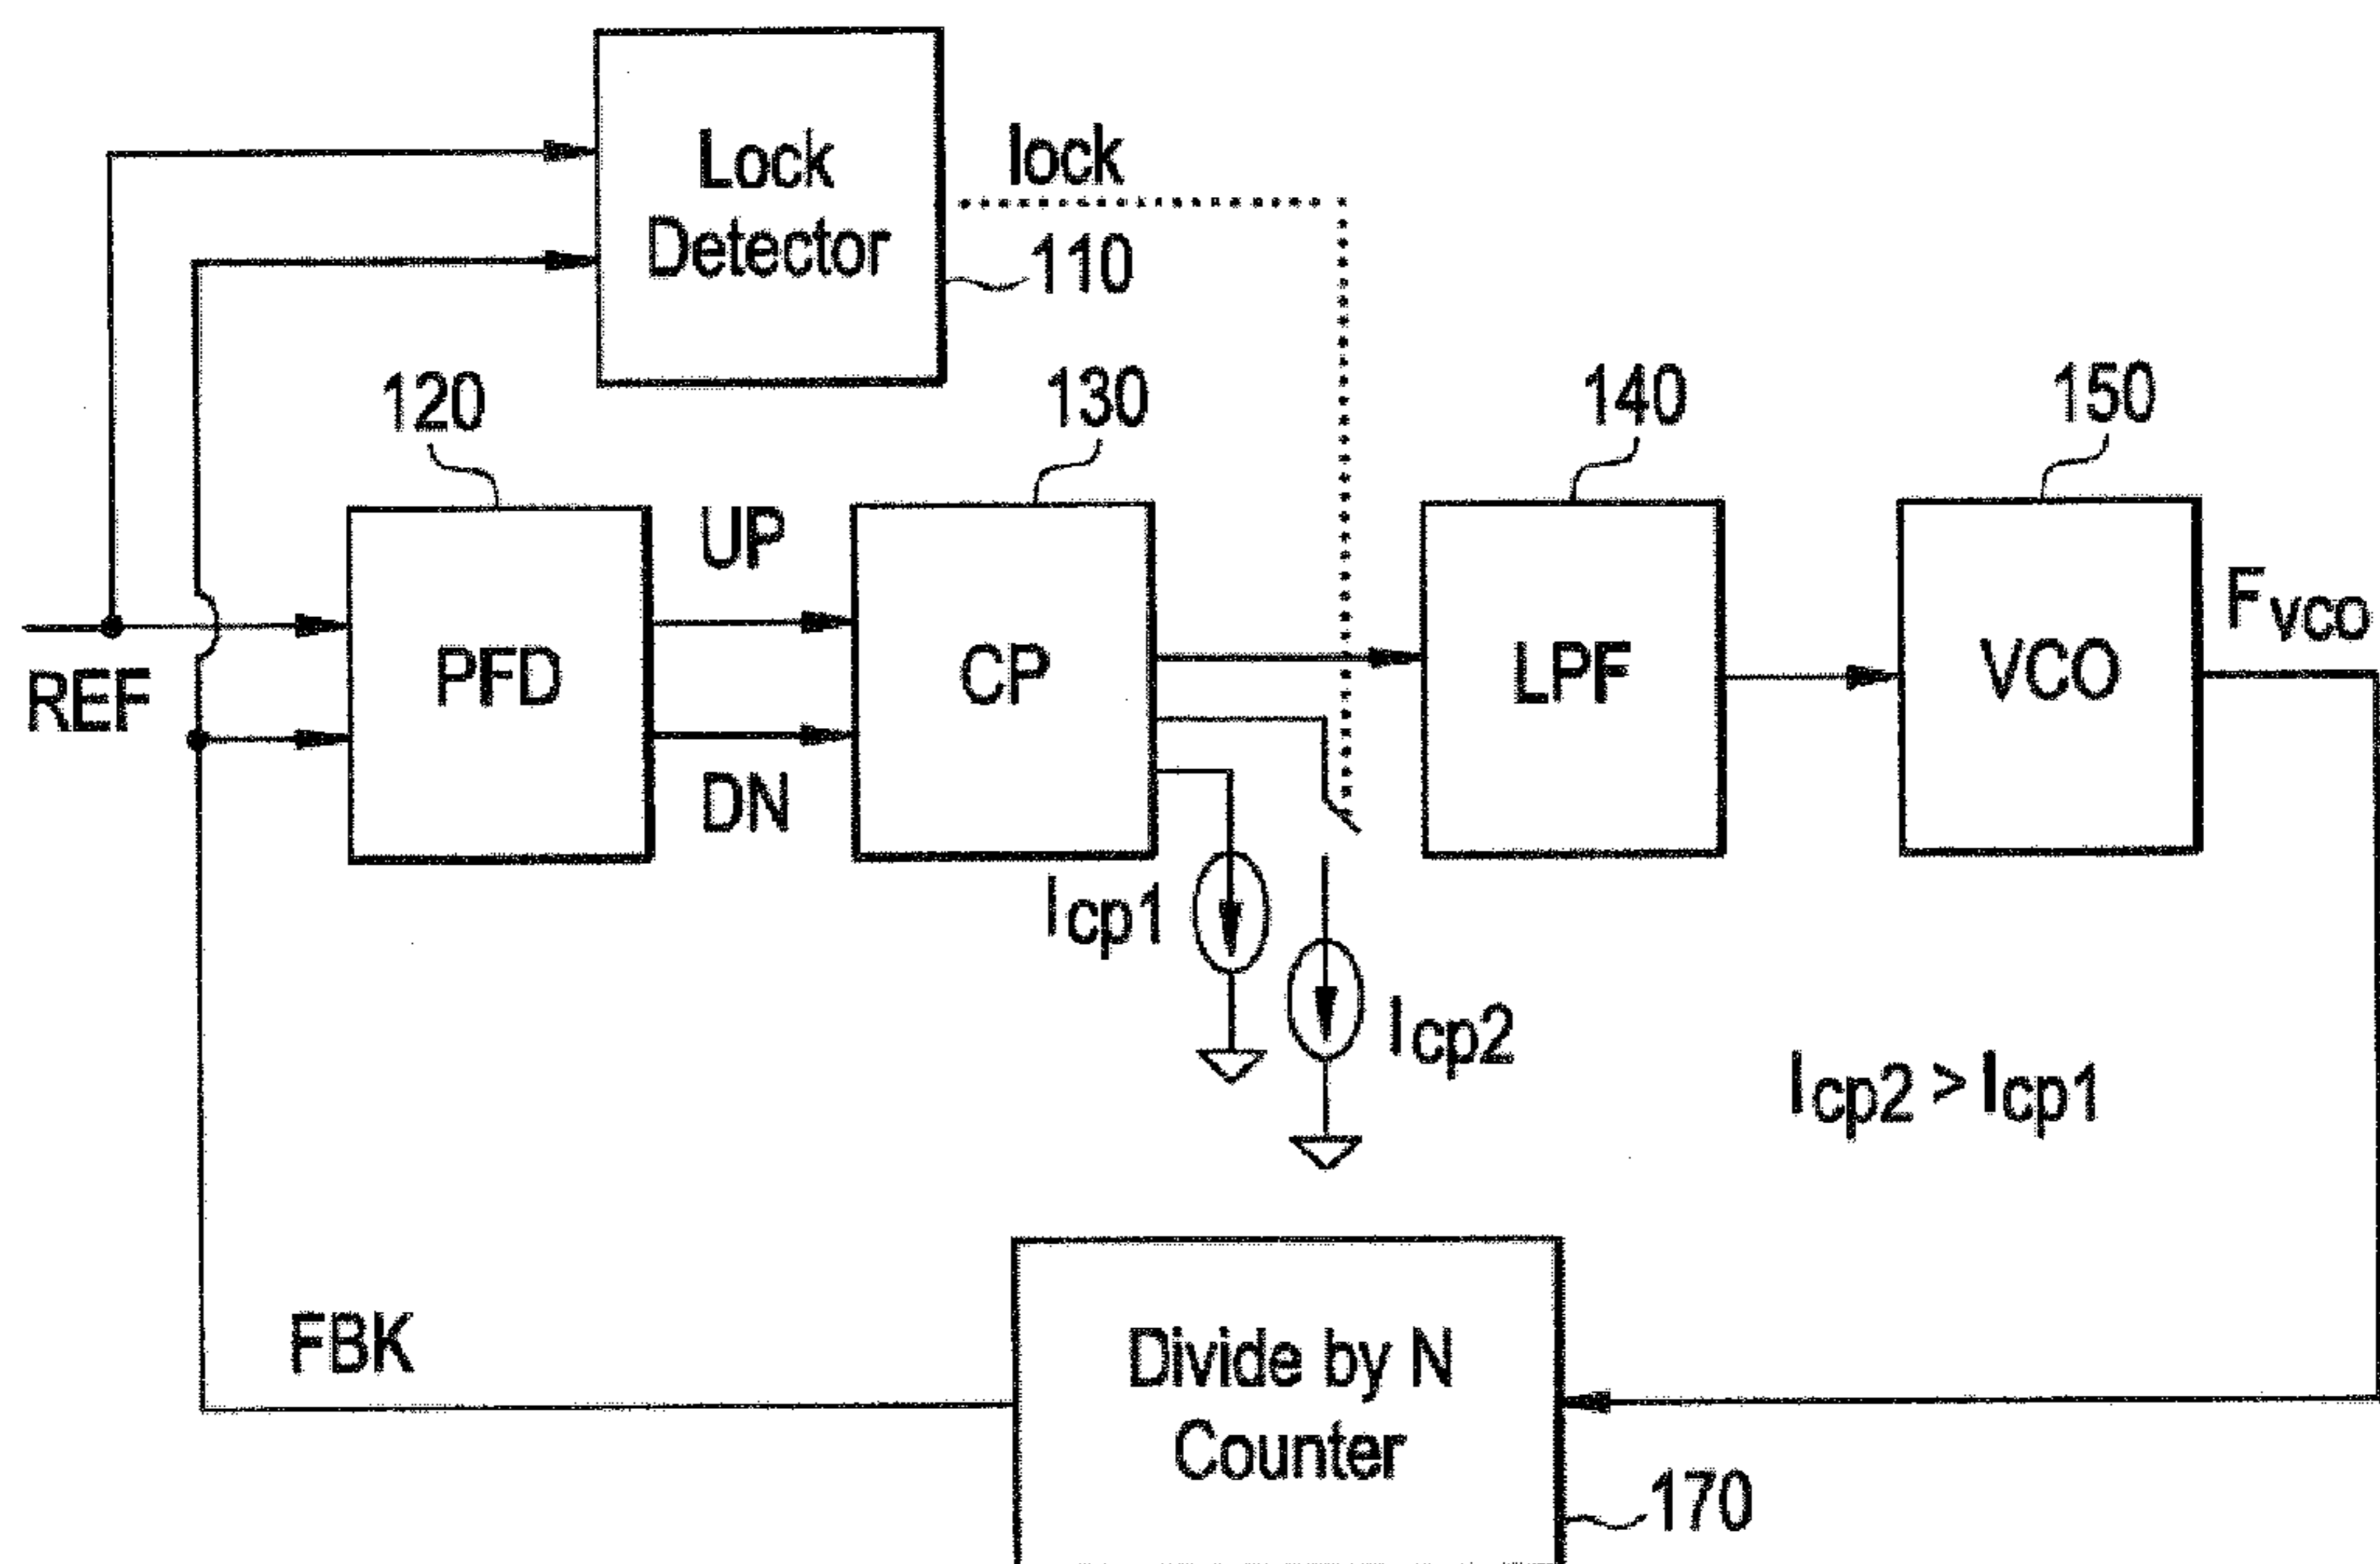 Lock
Detector
lock
110
120
130
140
150
UP
PFD
CP
LPF
VCO
Fvco
REF
DN
Icp1
Icp2
Icp2 > Icp1
FBK
Divide by N
Counter
170